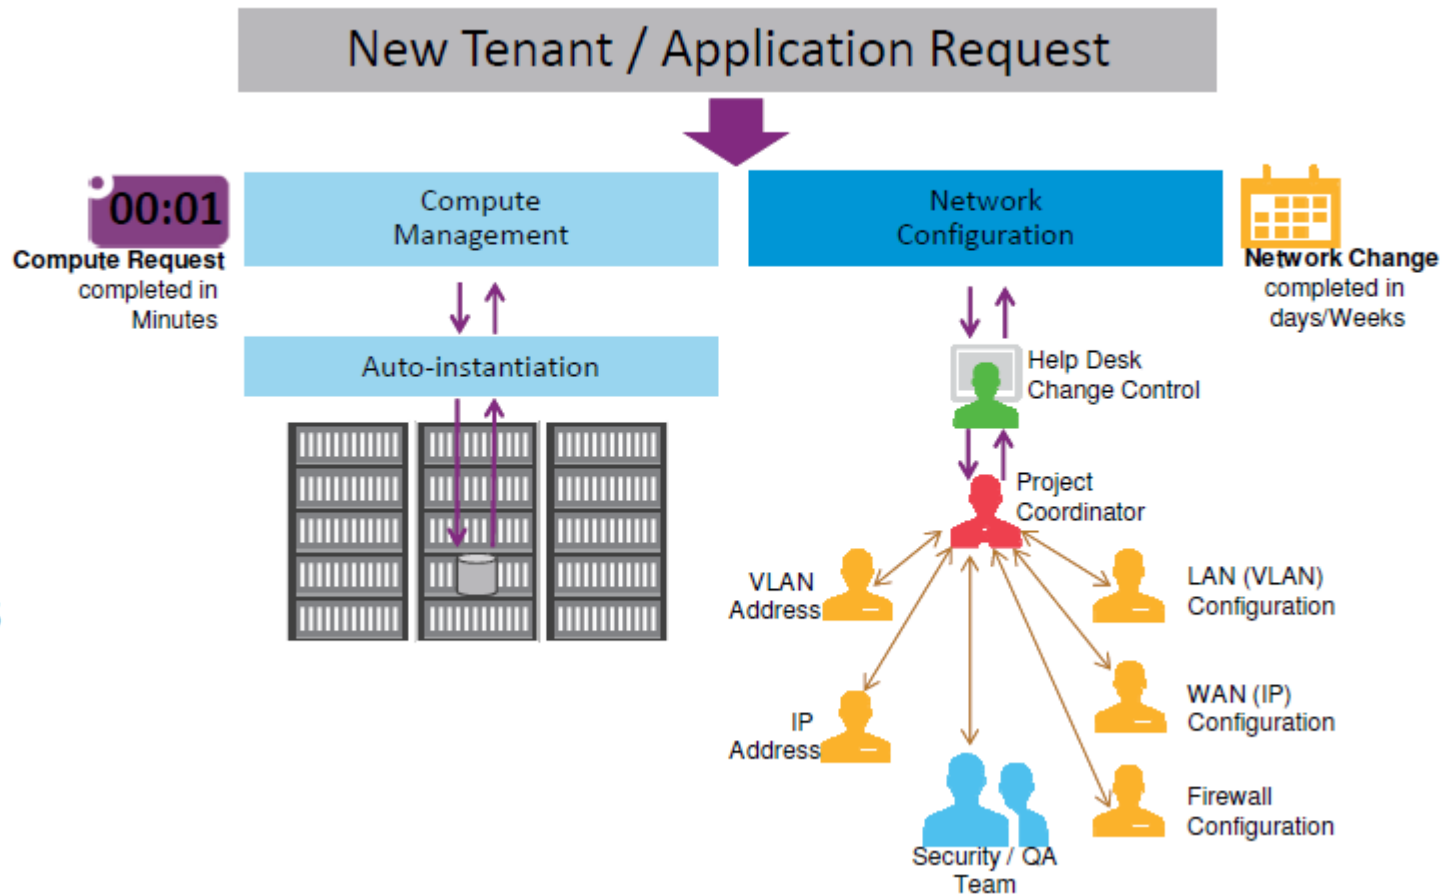 New Tenant / Application Request
00:01
Compute Request
completed in
Minutes
Compute
Management
Network
Configuration
Network Change
completed in
days/Weeks
Auto-instantiation
Help Desk
Change Control
Project
Coordinator
VLAN
Address
LAN (VLAN)
Configuration
IP
Address
WAN (IP)
Configuration
Firewall
Configuration
Security / QA
Team